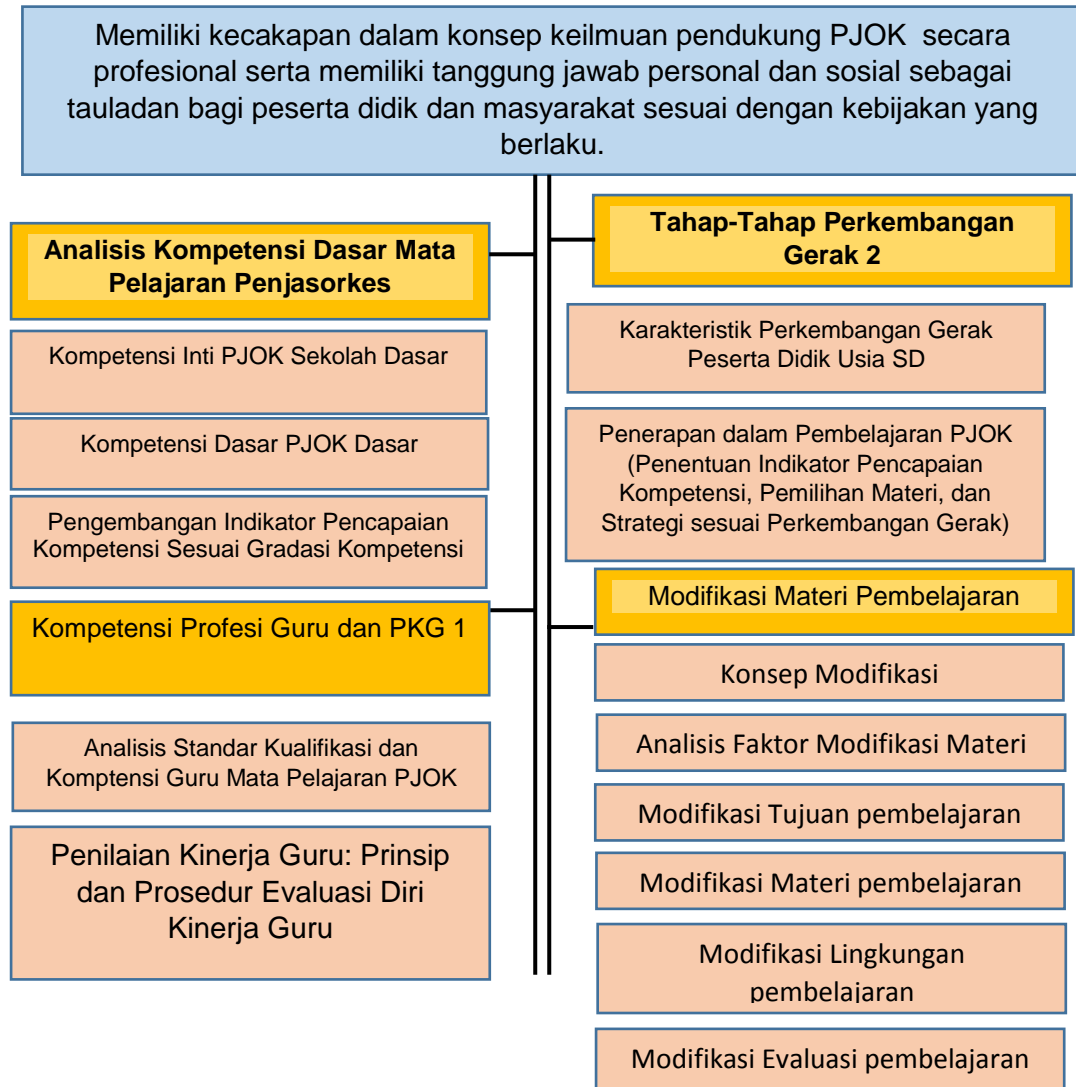 Memiliki kecakapan dalam konsep keilmuan pendukung PJOK secara
profesional serta memiliki tanggung jawab personal dan sosial sebagai
tauladan bagi peserta didik dan masyarakat sesuai dengan kebijakan yang
berlaku.
Analisis Kompetensi Dasar Mata
Pelajaran Penjasorkes
Kompetensi Inti PJOK Sekolah Dasar
Kompetensi Dasar PJOK Dasar
Pengembangan Indikator Pencapaian
Kompetensi Sesuai Gradasi Kompetensi
Kompetensi Profesi Guru dan PKG 1
Analisis Standar Kualifikasi dan
Komptensi Guru Mata Pelajaran PJOK
Penilaian Kinerja Guru: Prinsip
dan Prosedur Evaluasi Diri
Kinerja Guru
Tahap-Tahap Perkembangan
Gerak 2
Karakteristik Perkembangan Gerak
Peserta Didik Usia SD
Penerapan dalam Pembelajaran PJOK
(Penentuan Indikator Pencapaian
Kompetensi, Pemilihan Materi, dan
Strategi sesuai Perkembangan Gerak)
Modifikasi Materi Pembelajaran
Konsep Modifikasi
Analisis Faktor Modifikasi Materi
Modifikasi Tujuan pembelajaran
Modifikasi Materi pembelajaran
Modifikasi Lingkungan
pembelajaran
Modifikasi Evaluasi pembelajaran